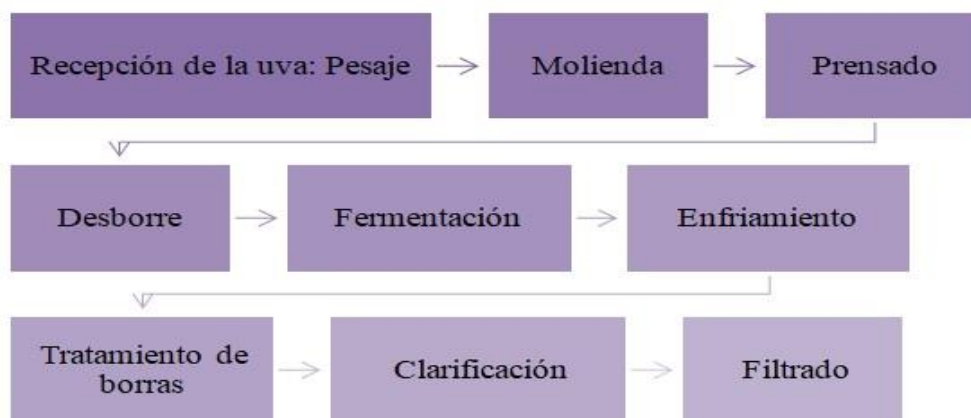 Recepción de la uva: Pesaje
Molienda
Prensado
Desborre
Fermentación
Enfriamiento
Tratamiento de
borras
Clarificación
Filtrado